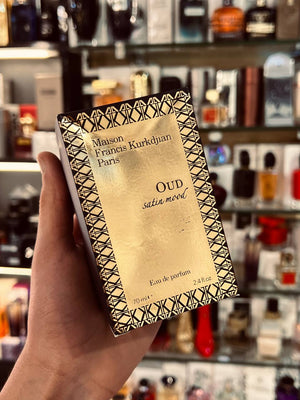 Maison
Francis Kurkdjian
Paris
OUD
satin mood
Eau de parfum
70 ml ℮ 2.4 fl.oz